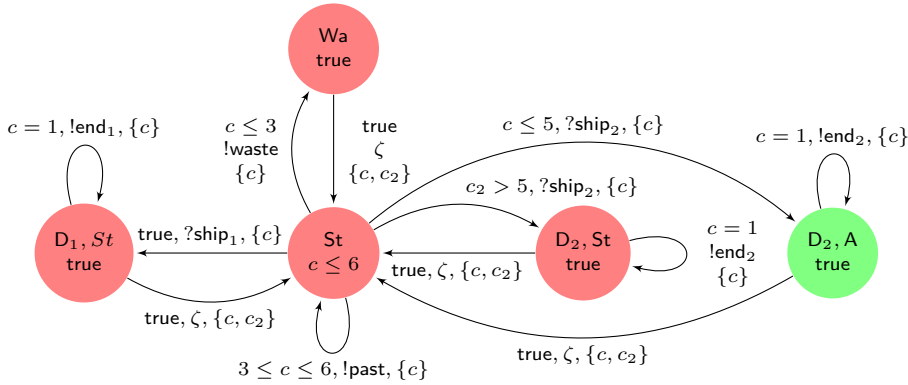 Wa
true
c = 1, !end₁, {c}
c ≤ 3
!waste
{c}
true
ζ
{c, c₂}
c ≤ 5, ?ship₂, {c}
c = 1, !end₂, {c}
c₂ > 5, ?ship₂, {c}
D₁, St
true
true, ?ship₁, {c}
St
c ≤ 6
true, ζ, {c, c₂}
D₂, St
true
c = 1
!end₂
{c}
D₂, A
true
true, ζ, {c, c₂}
3 ≤ c ≤ 6, !past, {c}
true, ζ, {c, c₂}